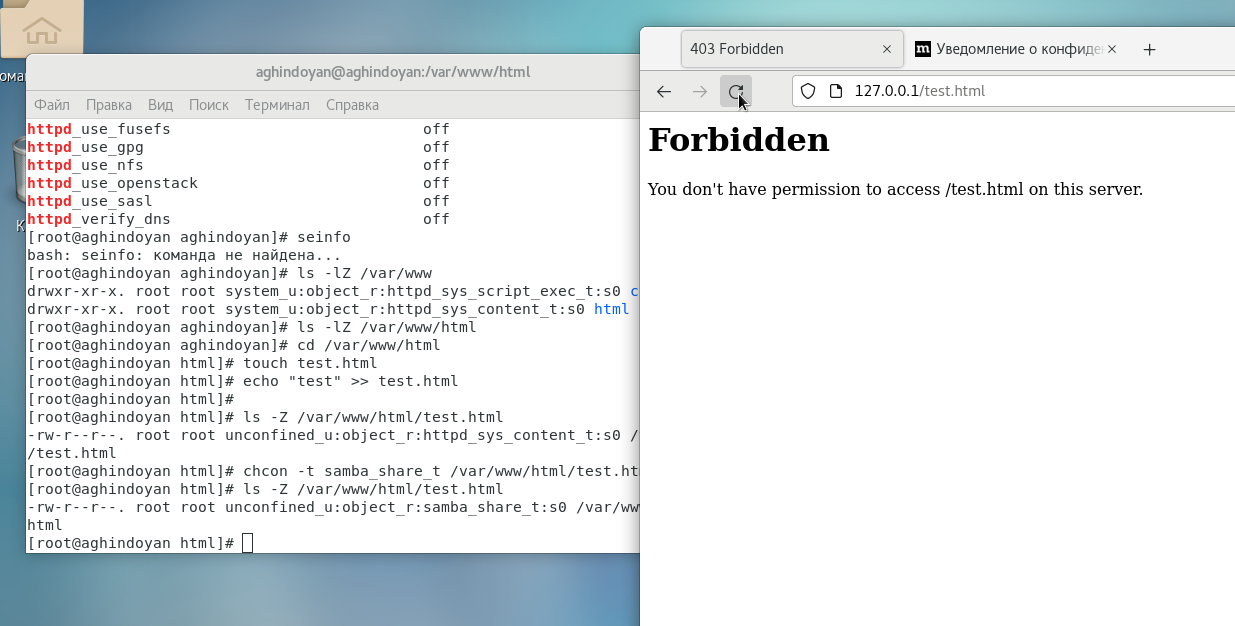 aghindoyan@aghindoyan:/var/www/html
Файл Правка Вид Поиск Терминал Справка
httpd_use_fusefs off
httpd_use_gpg off
httpd_use_nfs off
httpd_use_openstack off
httpd_use_sasl off
httpd_verify_dns off
[root@aghindoyan aghindoyan]# seinfo
bash: seinfo: команда не найдена...
[root@aghindoyan aghindoyan]# ls -lZ /var/www
drwxr-xr-x. root root system_u:object_r:httpd_sys_script_exec_t:s0 c
drwxr-xr-x. root root system_u:object_r:httpd_sys_content_t:s0 html
[root@aghindoyan aghindoyan]# ls -lZ /var/www/html
[root@aghindoyan aghindoyan]# cd /var/www/html
[root@aghindoyan html]# touch test.html
[root@aghindoyan html]# echo "test" >> test.html
[root@aghindoyan html]#
[root@aghindoyan html]# ls -Z /var/www/html/test.html
-rw-r--r--. root root unconfined_u:object_r:httpd_sys_content_t:s0 /
/test.html
[root@aghindoyan html]# chcon -t samba_share_t /var/www/html/test.ht
[root@aghindoyan html]# ls -Z /var/www/html/test.html
-rw-r--r--. root root unconfined_u:object_r:samba_share_t:s0 /var/ww
html
[root@aghindoyan html]#
403 Forbidden
m Уведомление о конфиде
127.0.0.1/test.html
Forbidden
You don't have permission to access /test.html on this server.